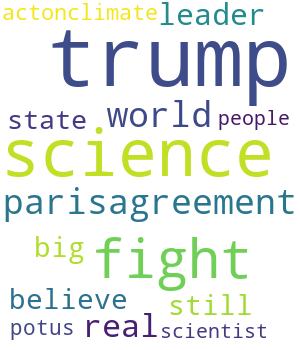 actonclimate leader
trump
state world people
science
parisagreement
big fight
believe still
potus real scientist